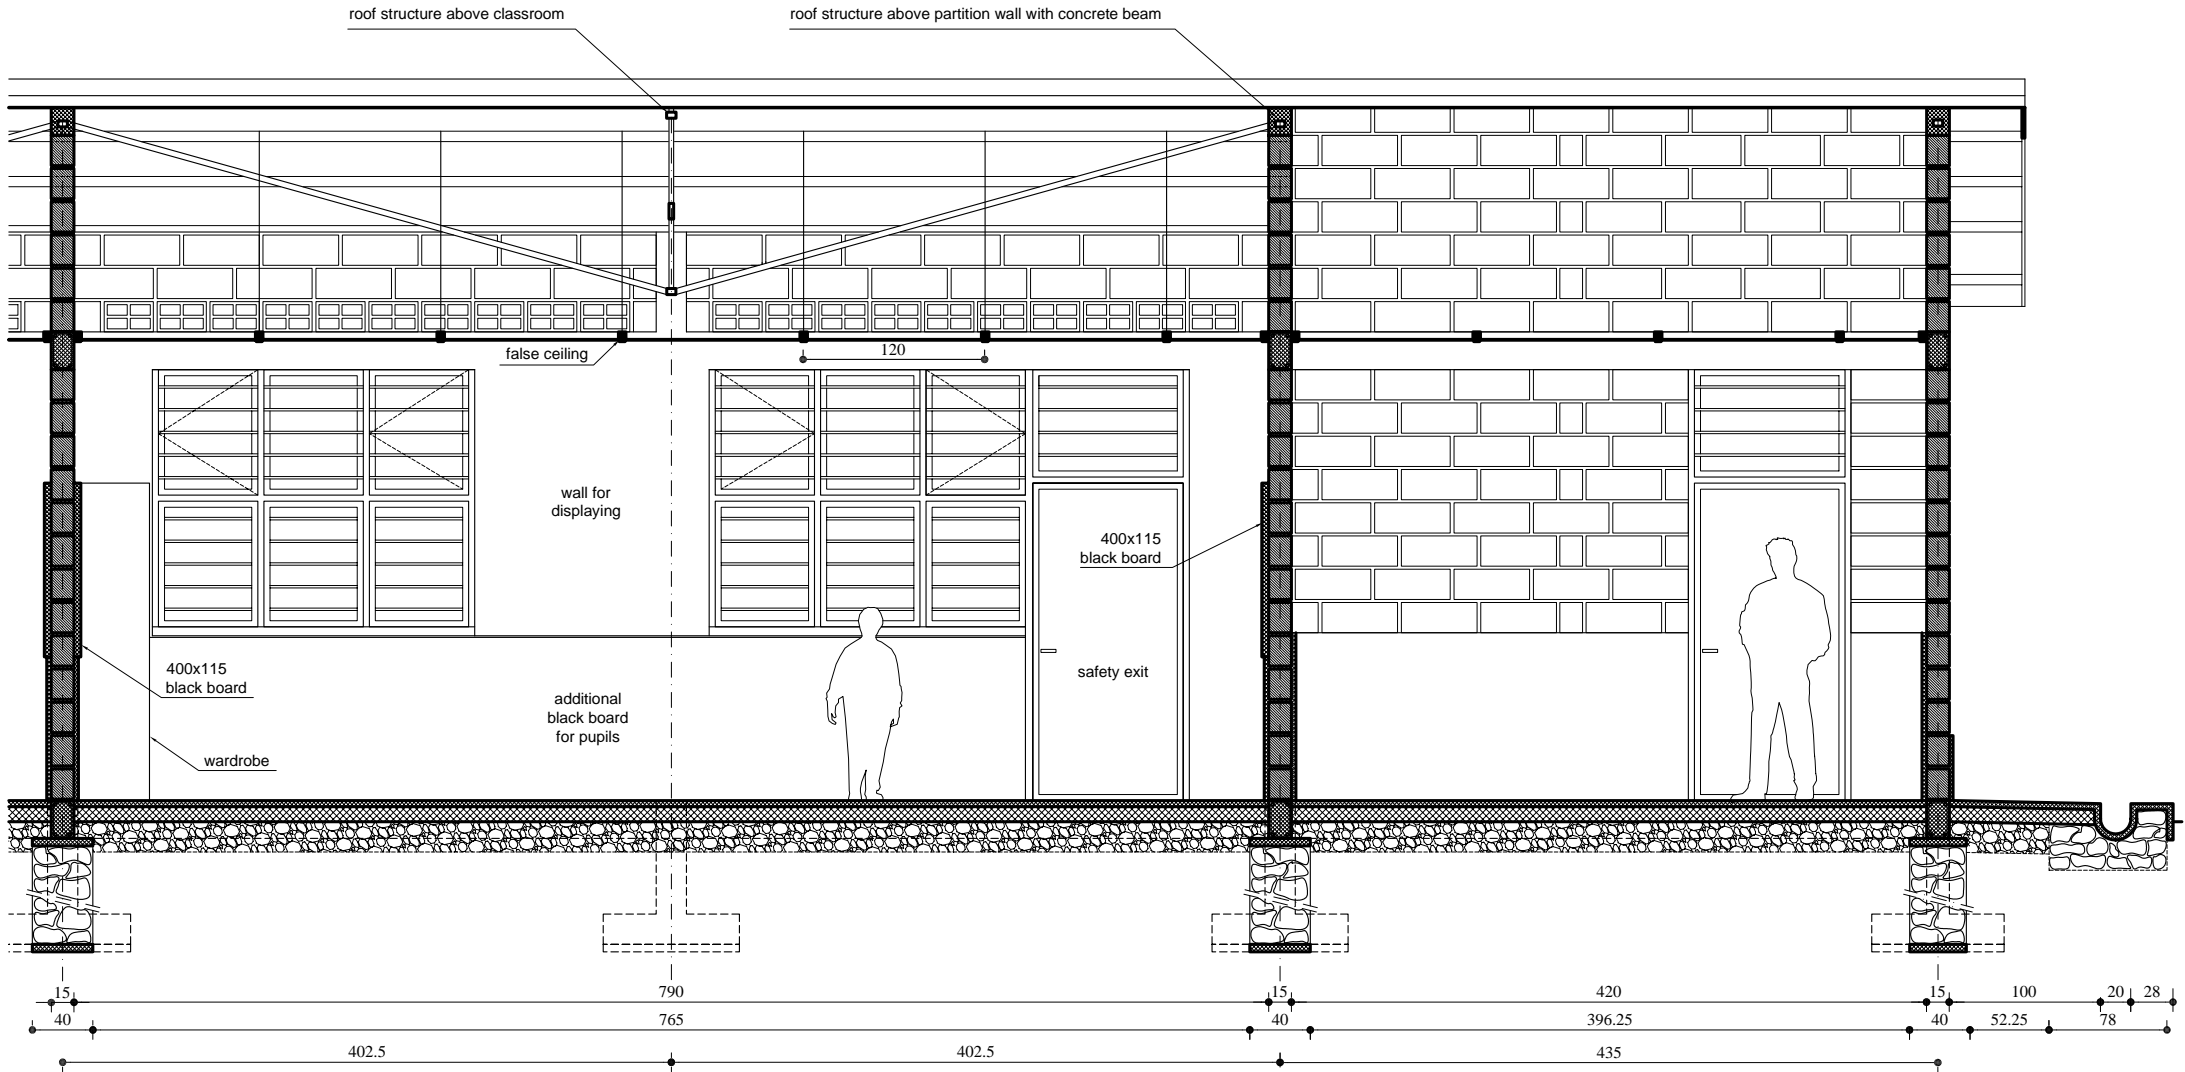 roof structure above classroom
roof structure above partition wall with concrete beam
false ceiling
120
wall for
displaying
400x115
black board
400x115
black board
safety exit
additional
black board
for pupils
wardrobe
15
790
15
420
15
100
20
28
40
765
40
396.25
40
52.25
78
402.5
402.5
435